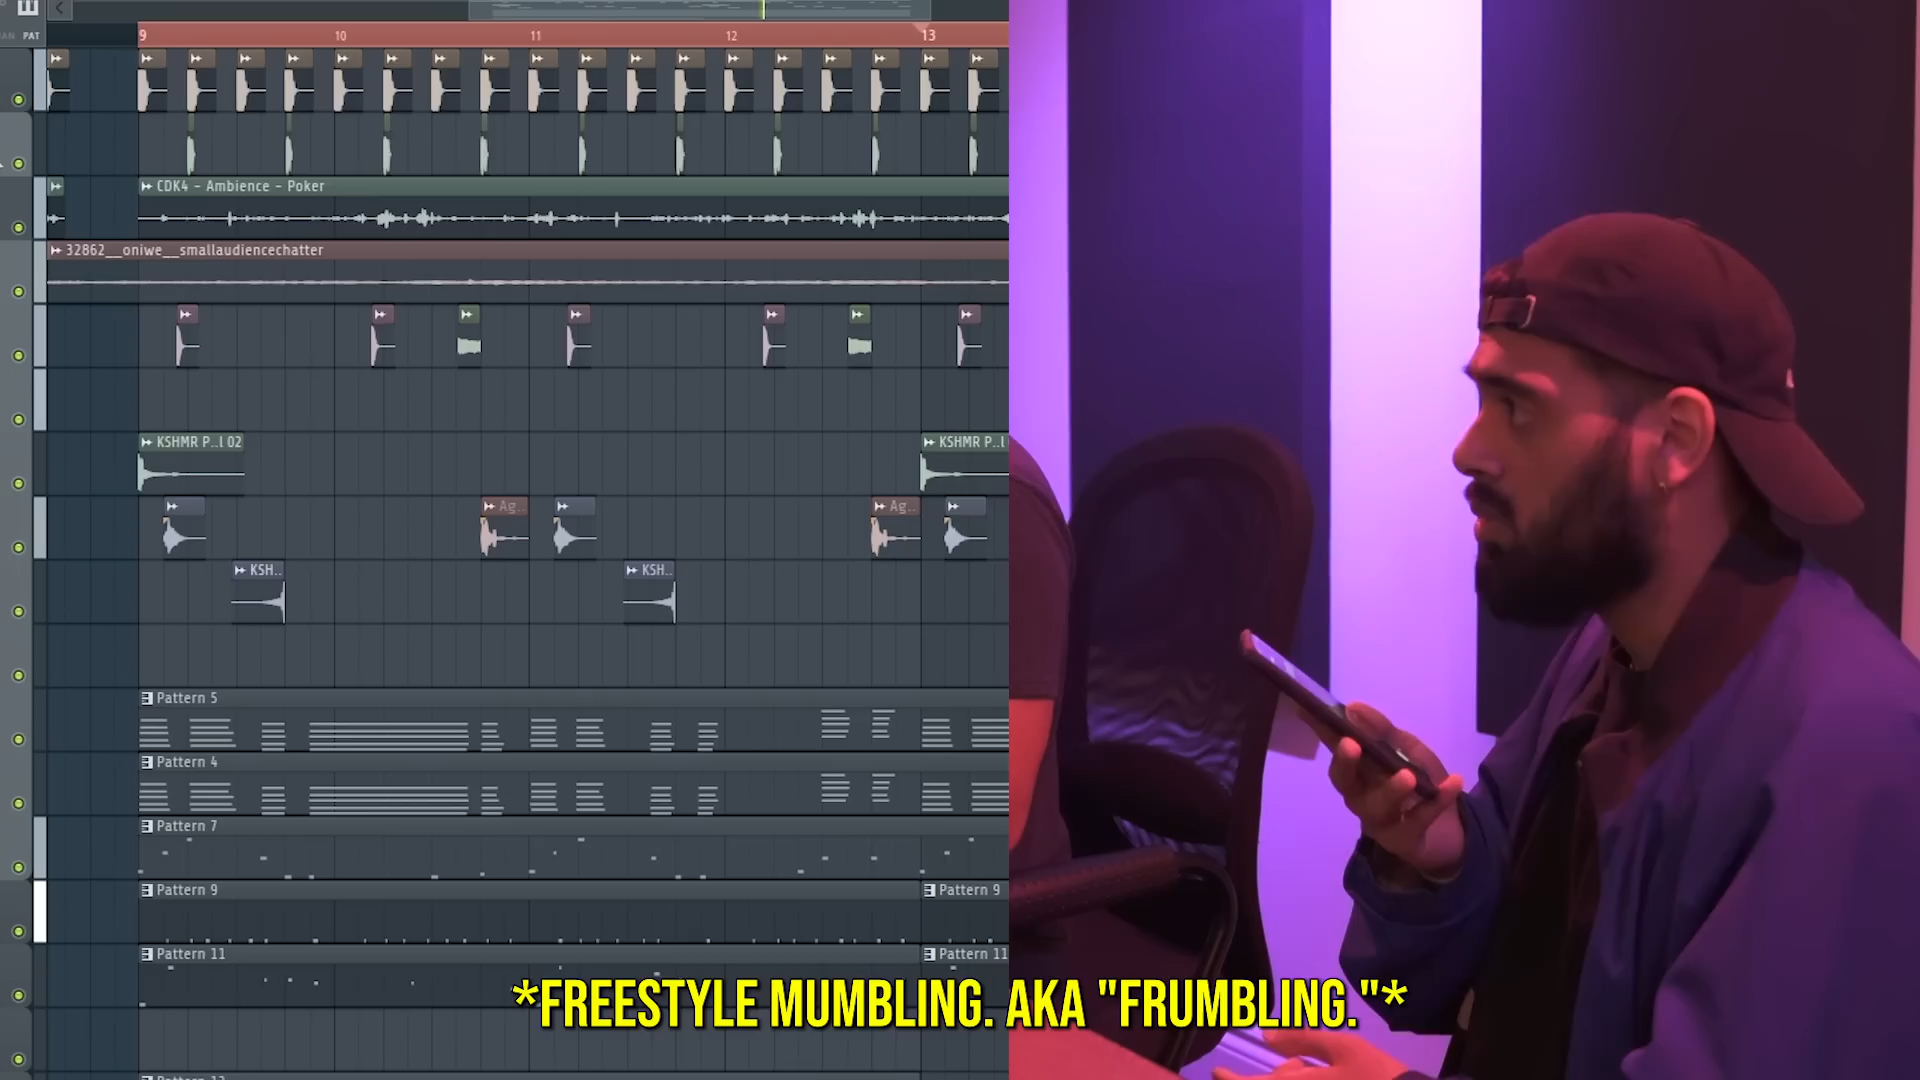 PAT
9 10 11 12 13
CDK4 - Ambience - Poker
32862__oniwe__smallaudiencechatter
KSHMR P..l 02
KSHMR P..l
Ag..
Ag..
KSH..
KSH..
Pattern 5
Pattern 4
Pattern 7
Pattern 9
Pattern 9
Pattern 11
Pattern 11
*FREESTYLE MUMBLING. AKA "FRUMBLING."*